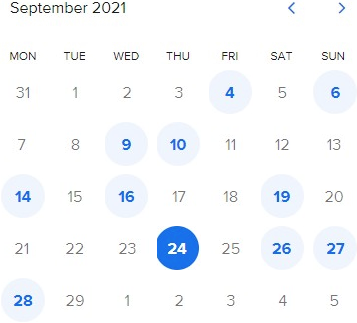 September 2021
MON TUE WED THU FRI SAT SUN
31 1 2 3 4 5 6
7 8 9 10 11 12 13
14 15 16 17 18 19 20
21 22 23 24 25 26 27
28 29 1 2 3 4 5